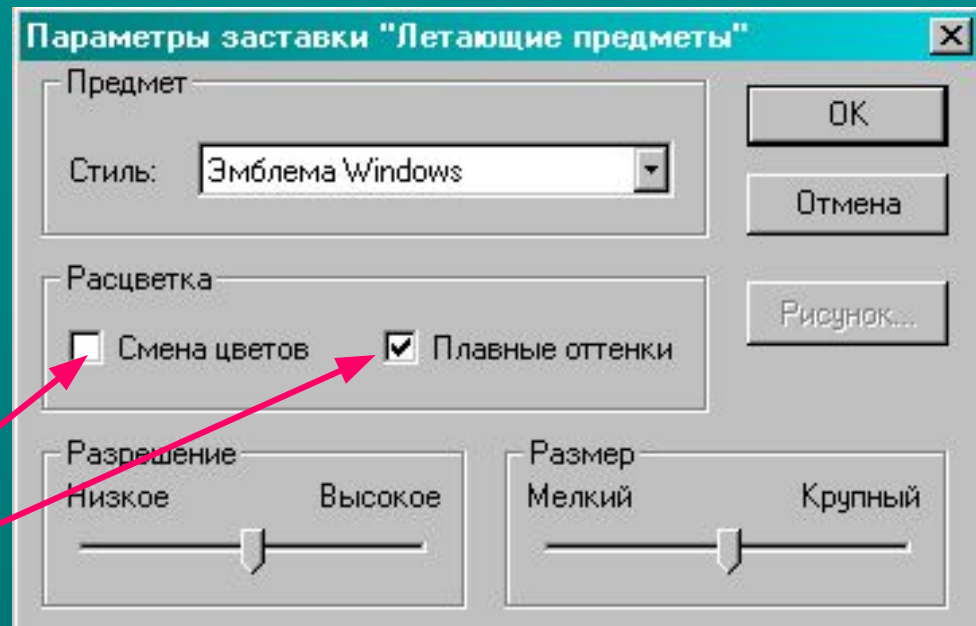 Параметры заставки "Летающие предметы"
Предмет
Стиль: Эмблема Windows
OK
Отмена
Расцветка
Смена цветов Плавные оттенки
Рисунок...
Разрешение
Низкое Высокое
Размер
Мелкий Крупный